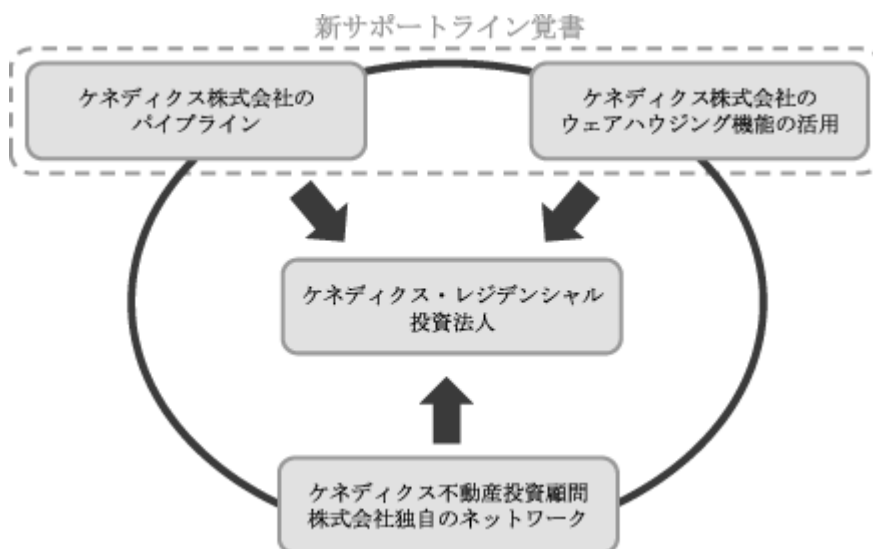 新サポートライン覚書
ケネディクス株式会社の
パイプライン
ケネディクス株式会社の
ウェアハウジング機能の活用
ケネディクス・レジデンシャル
投資法人
ケネディクス不動産投資顧問
株式会社独自のネットワーク